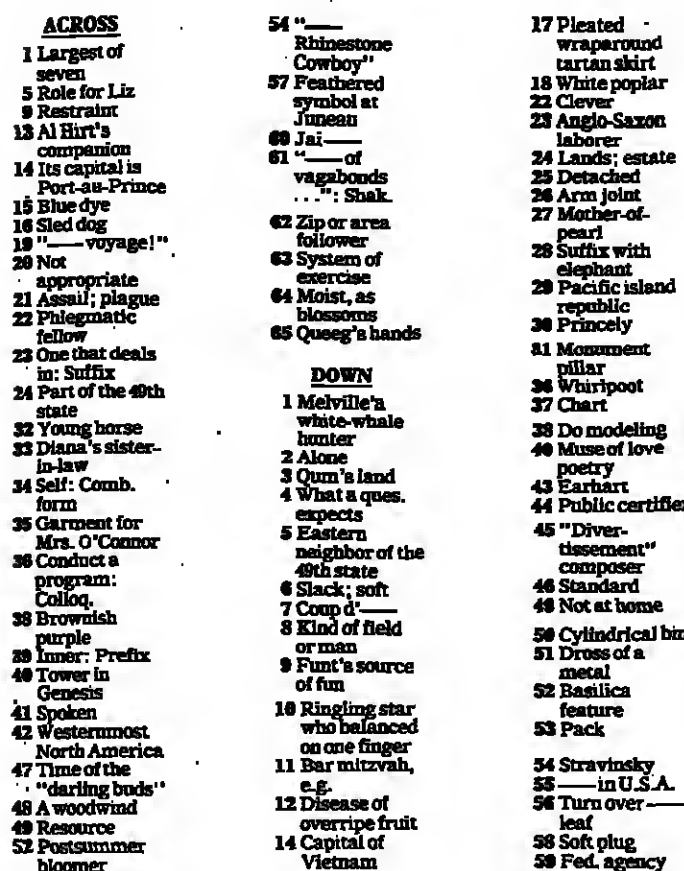 ACROSS
1 Largest of
seven
5 Role for Liz
9 Restraint
13 Al Hirt's
companion
14 Its capital is
Port-au-Prince
15 Blue dye
16 Sled dog
19 "—voyage!"
20 Not
appropriate
21 Assail; plague
22 Phlegmatic
fellow
23 One that deals
in: Suffix
24 Part of the 49th
state
32 Young horse
33 Diana's sister-
in-law
34 Self: Comb.
form
35 Garment for
Mrs. O'Connor
36 Conduct a
program:
Colloq.
38 Brownish
purple
39 Inner: Prefix
40 Tower in
Genesis
41 Spoken
42 Westernmost
North America
47 Time of the
"darling buds"
48 A woodwind
49 Resource
52 Postsummer
bloomer
54 "—
Rhinestone
Cowboy"
57 Feathered
symbol at
Juneau
60 Jai—
61 "—of
vagabonds
...": Shak.
62 Zip or area
follower
63 System of
exercise
64 Moist, as
blossoms
65 Queeg's hands
DOWN
1 Melville's
white-whale
hunter
2 Alone
3 Qum's land
4 What a ques.
expects
5 Eastern
neighbor of the
49th state
6 Slack; soft
7 Coup d'—
8 Kind of field
or man
9 Funt's source
of fun
10 Ringling star
who balanced
on one finger
11 Bar mitzvah,
e.g.
12 Disease of
overripe fruit
14 Capital of
Vietnam
17 Pleated
wraparound
tartan skirt
18 White poplar
22 Clever
23 Anglo-Saxon
laborer
24 Lands; estate
25 Detached
26 Arm joint
27 Mother-of-
pearl
28 Suffix with
elephant
29 Pacific island
republic
30 Princely
31 Monument
pillar
36 Whirlpool
37 Chart
38 Do modeling
40 Muse of love
poetry
43 Earhart
44 Public certifier
45 "Diver-
tissement"
composer
46 Standard
49 Not at home
50 Cylindrical bin
51 Dross of a
metal
52 Basilica
feature
53 Pack
54 Stravinsky
55 —in U.S.A.
56 Turn over—
leaf
58 Soft plug
59 Fed. agency